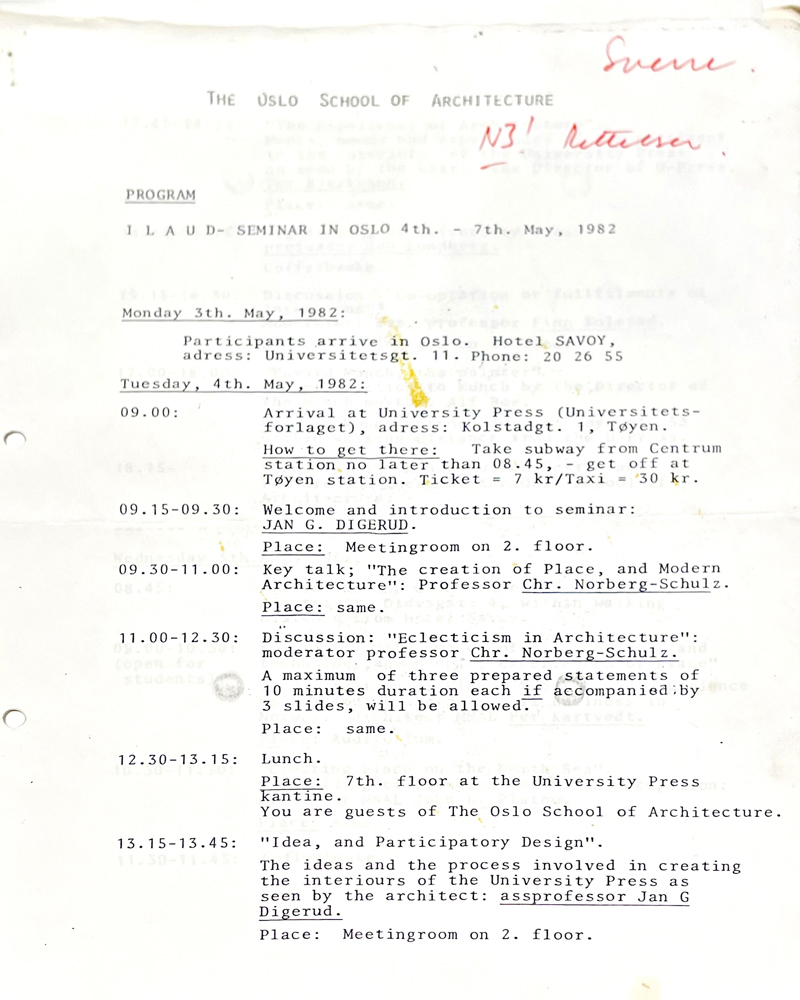 Sverre.
THE OSLO SCHOOL OF ARCHITECTURE
NB! Rettelser.
PROGRAM
I L A U D- SEMINAR IN OSLO 4th. - 7th. May, 1982
Monday 3th. May, 1982:
Participants arrive in Oslo. Hotel SAVOY,
adress: Universitetsgt. 11. Phone: 20 26 55
Tuesday, 4th. May, 1982:
09.00: Arrival at University Press (Universitets-
forlaget), adress: Kolstadgt. 1, Tøyen.
How to get there: Take subway from Centrum
station no later than 08.45, - get off at
Tøyen station. Ticket = 7 kr/Taxi = 30 kr.
09.15-09.30: Welcome and introduction to seminar:
JAN G. DIGERUD.
Place: Meetingroom on 2. floor.
09.30-11.00: Key talk; "The creation of Place, and Modern
Architecture": Professor Chr. Norberg-Schulz.
Place: same.
11.00-12.30: Discussion: "Eclecticism in Architecture":
moderator professor Chr. Norberg-Schulz.
A maximum of three prepared statements of
10 minutes duration each if accompanied by
3 slides, will be allowed.
Place: same.
12.30-13.15: Lunch.
Place: 7th. floor at the University Press
kantine.
You are guests of The Oslo School of Architecture.
13.15-13.45: "Idea, and Participatory Design".
The ideas and the process involved in creating
the interiours of the University Press as
seen by the architect: assprofessor Jan G
Digerud.
Place: Meetingroom on 2. floor.